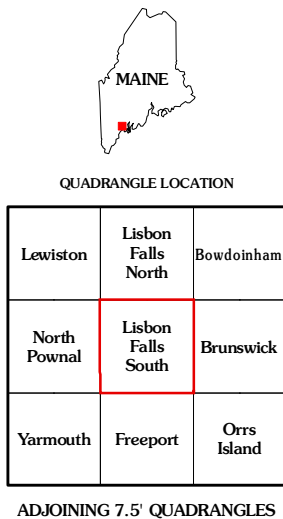 MAINE
QUADRANGLE LOCATION
Lewiston
Lisbon
Falls
North
Bowdoinham
North
Pownal
Lisbon
Falls
South
Brunswick
Yarmouth
Freeport
Orrs
Island
ADJOINING 7.5' QUADRANGLES